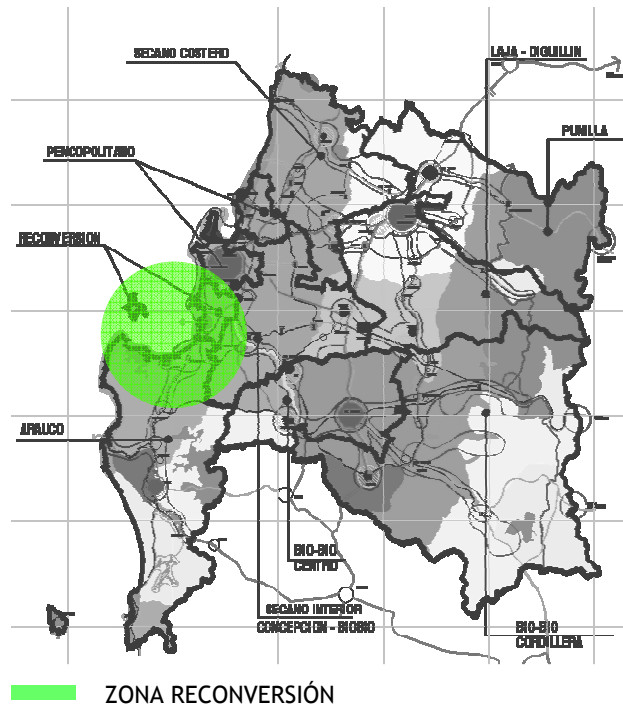 SECANO COSTERO
LAJA - DIGUILLIN
PUNILLA
PENCOPOLITANO
RECONVERSION
ARAUCO
BIO-BIO
CENTRO
SECANO INTERIOR
CONCEPCION - BIOBIO
BIO-BIO
CORDILLERA
ZONA RECONVERSIÓN